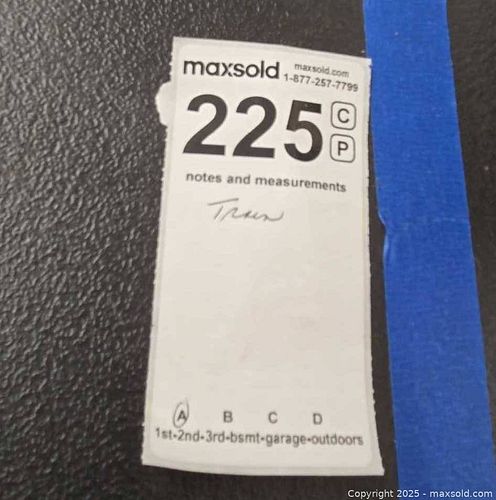 maxsold maxsold.com
1-877-257-7799
225 C
P
notes and measurements
Train
A B C D
1st-2nd-3rd-bsmt-garage-outdoors
Copyright © 2025 - maxsold.com